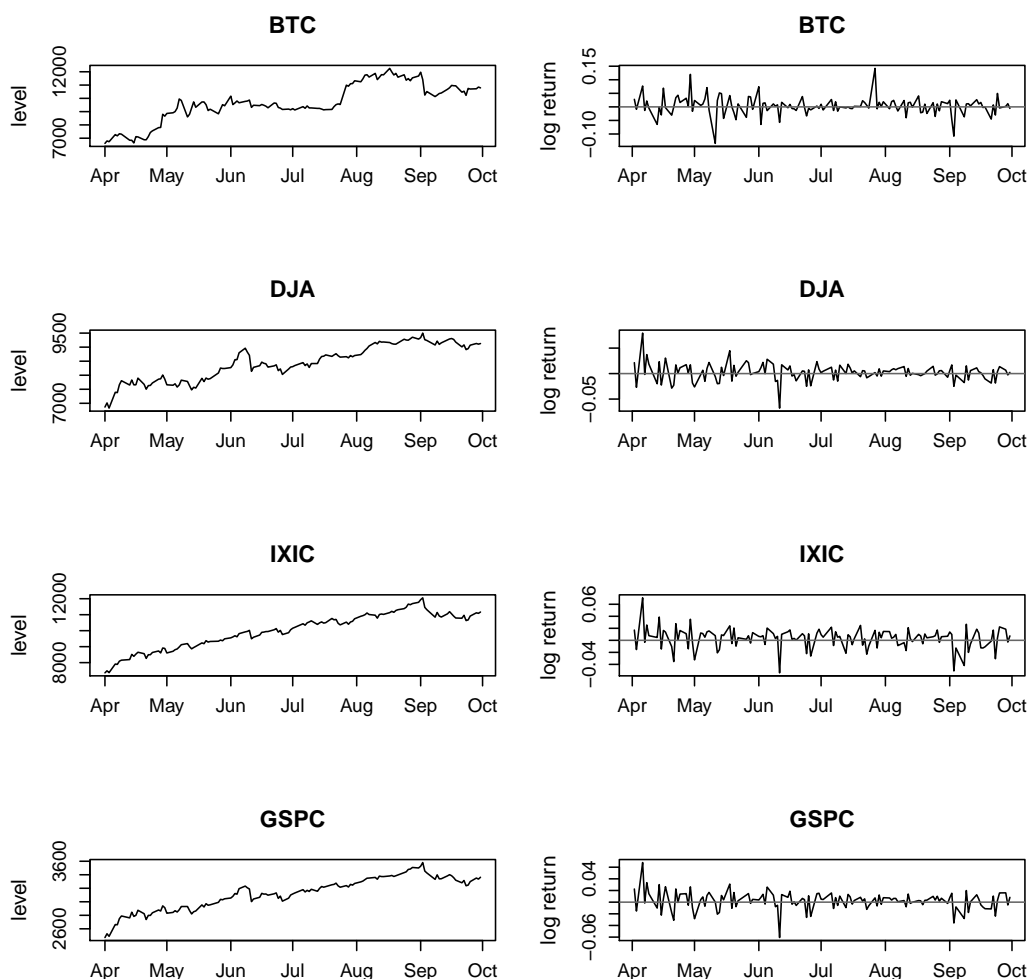 BTC
level
7000 12000
Apr May Jun Jul Aug Sep Oct
BTC
log return
−0.10 0.15
Apr May Jun Jul Aug Sep Oct
DJA
level
7000 9500
Apr May Jun Jul Aug Sep Oct
DJA
log return
−0.05
Apr May Jun Jul Aug Sep Oct
IXIC
level
8000 12000
Apr May Jun Jul Aug Sep Oct
IXIC
log return
−0.04 0.06
Apr May Jun Jul Aug Sep Oct
GSPC
level
2600 3600
Apr May Jun Jul Aug Sep Oct
GSPC
log return
−0.06 0.04
Apr May Jun Jul Aug Sep Oct